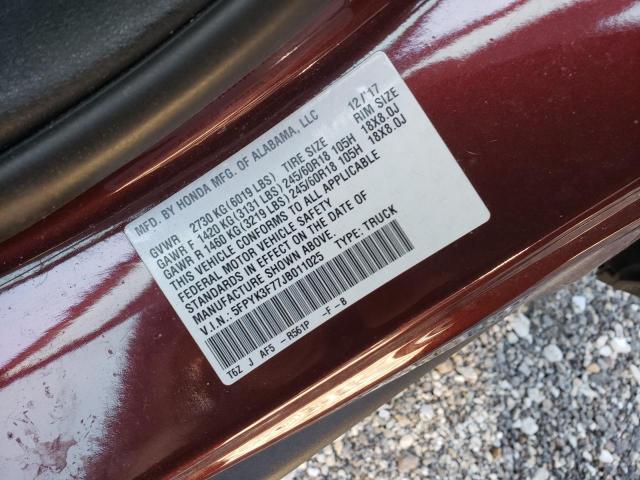 MFD. BY HONDA MFG. OF ALABAMA, LLC 12/17
GVWR 2730 KG(6019 LBS) TIRE SIZE RIM SIZE
GAWR F 1420 KG(3131 LBS) 245/60R18 105H 18X8.0J
GAWR R 1460 KG(3219 LBS) 245/60R18 105H 18X8.0J
THIS VEHICLE CONFORMS TO ALL APPLICABLE
FEDERAL MOTOR VEHICLE SAFETY
STANDARDS IN EFFECT ON THE DATE OF
MANUFACTURE SHOWN ABOVE.
V.I.N.: 5FPYK3F77JB011025 TYPE: TRUCK
T6Z J AF5 -R561P -F -B